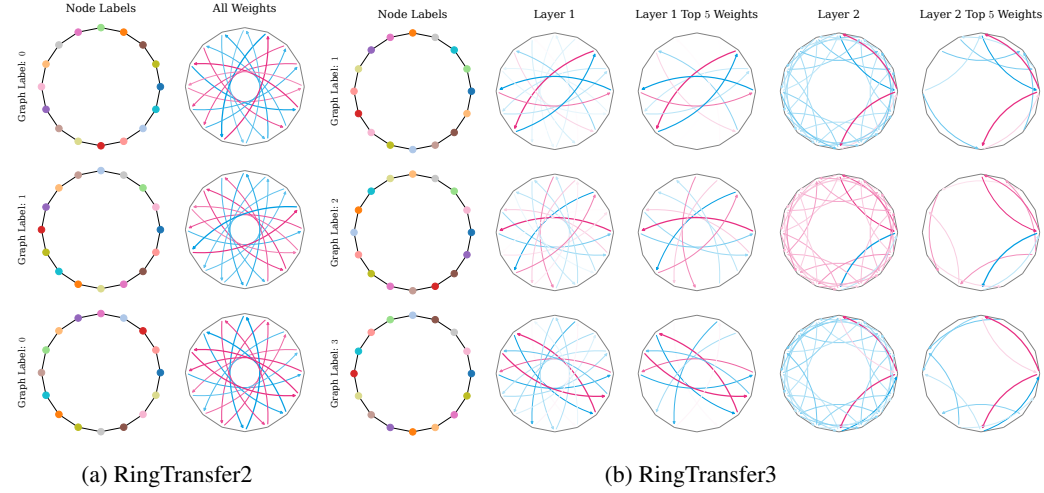 Node Labels
All Weights
Node Labels
Layer 1
Layer 1 Top 5 Weights
Layer 2
Layer 2 Top 5 Weights
Graph Label: 0
Graph Label: 1
Graph Label: 1
Graph Label: 2
Graph Label: 0
Graph Label: 3
(a) RingTransfer2
(b) RingTransfer3